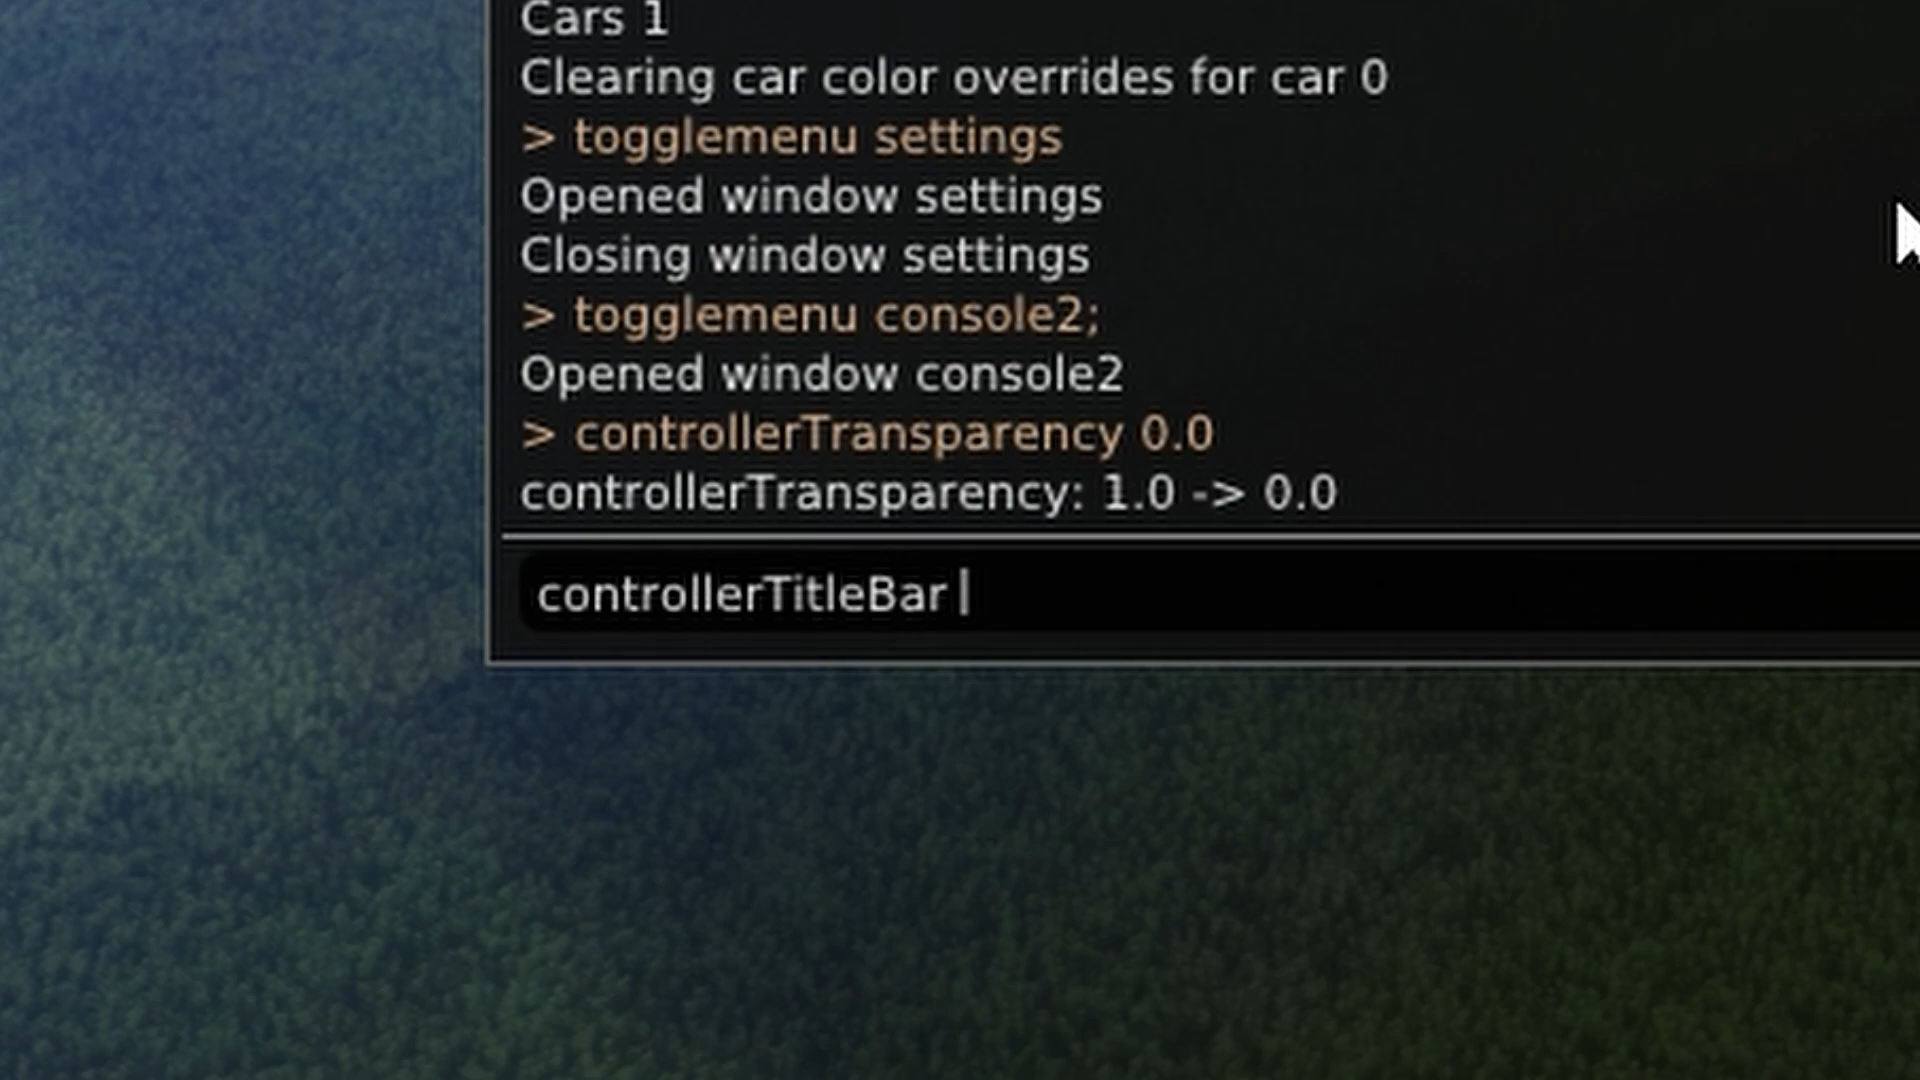 Cars 1
Clearing car color overrides for car 0
> togglemenu settings
Opened window settings
Closing window settings
> togglemenu console2;
Opened window console2
> controllerTransparency 0.0
controllerTransparency: 1.0 -> 0.0
controllerTitleBar